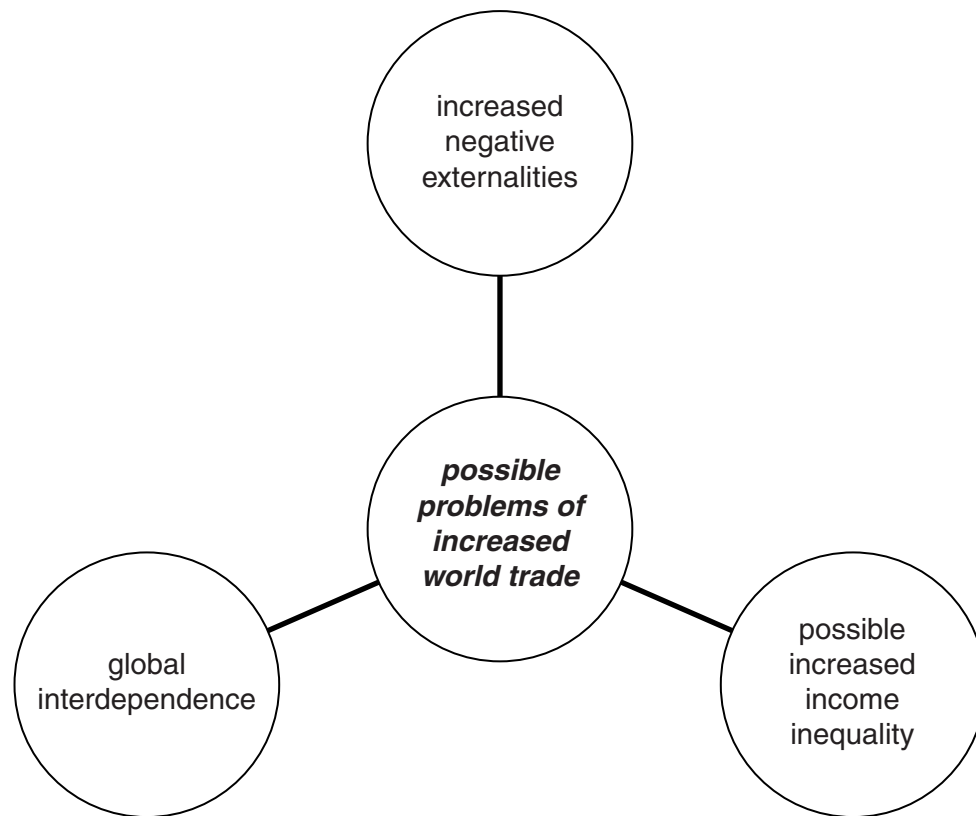 increased
negative
externalities
possible
problems of
increased
world trade
global
interdependence
possible
increased
income
inequality